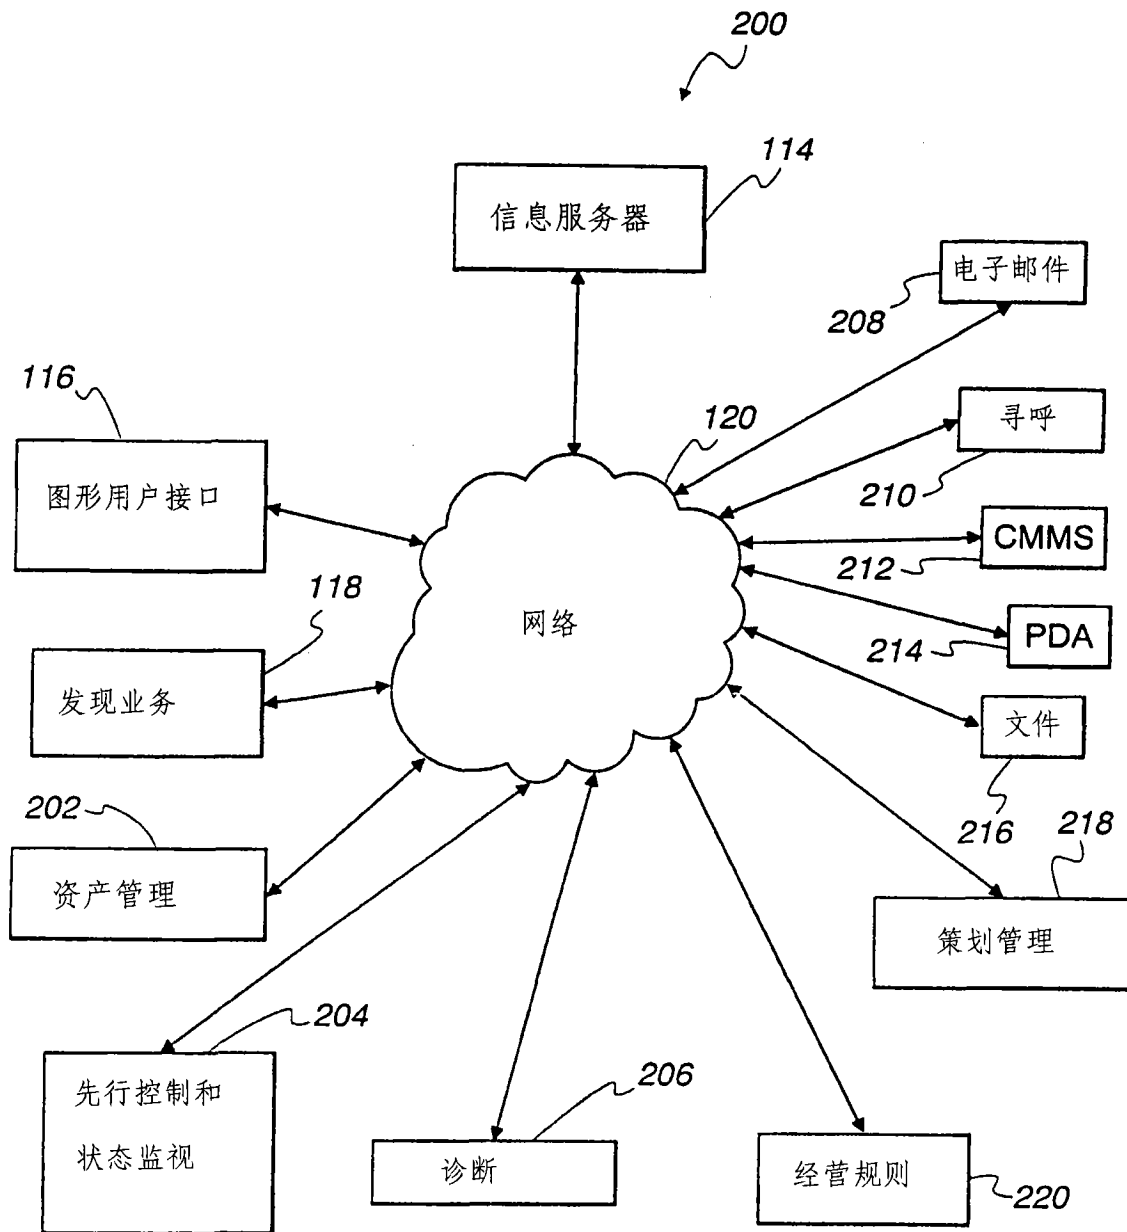 200
114
信息服务器
电子邮件
208
116
120
寻呼
图形用户接口
210
CMMS
212
118
网络
PDA
214
发现业务
文件
202
216
218
资产管理
策划管理
204
先行控制和
状态监视
206
诊断
经营规则
220